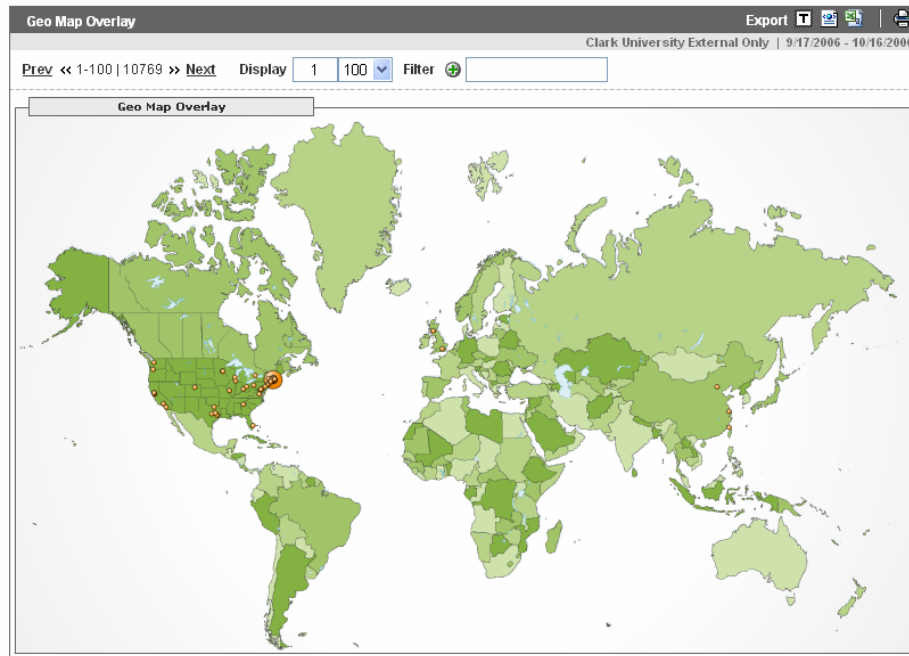 Geo Map Overlay
Export T
Clark University External Only | 9/17/2006 - 10/16/2006
Prev « 1-100 | 10769 » Next Display 1 100 Filter
Geo Map Overlay